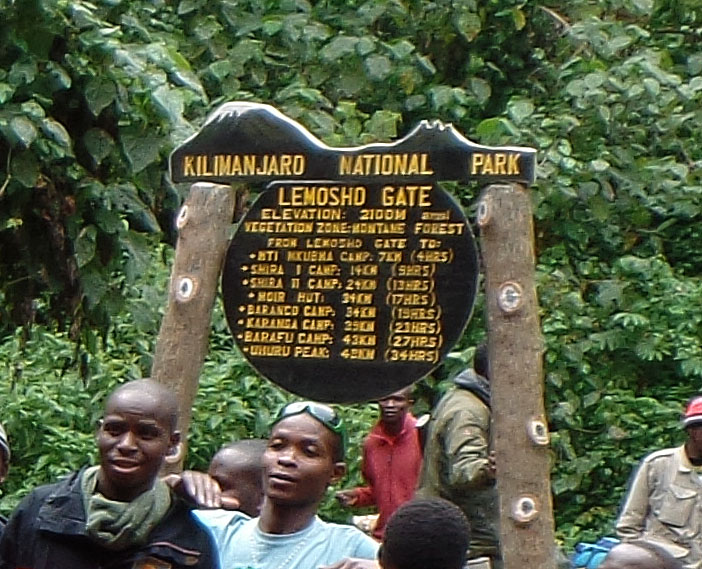 KILIMANJARO NATIONAL PARK
LEMOSHO GATE
ELEVATION: 2100M amsl
VEGETATION ZONE: MONTANE FOREST
FROM LEMOSHO GATE TO:
• MTI MKUBWA CAMP: 7KM (4HRS)
• SHIRA I CAMP: 14KM (9HRS)
• SHIRA II CAMP: 24KM (13HRS)
• MOIR HUT: 34KM (17HRS)
• BARANCO CAMP: 34KM (19HRS)
• KARANGA CAMP: 39KM (23HRS)
• BARAFU CAMP: 43KM (27HRS)
• UHURU PEAK: 48KM (34HRS)